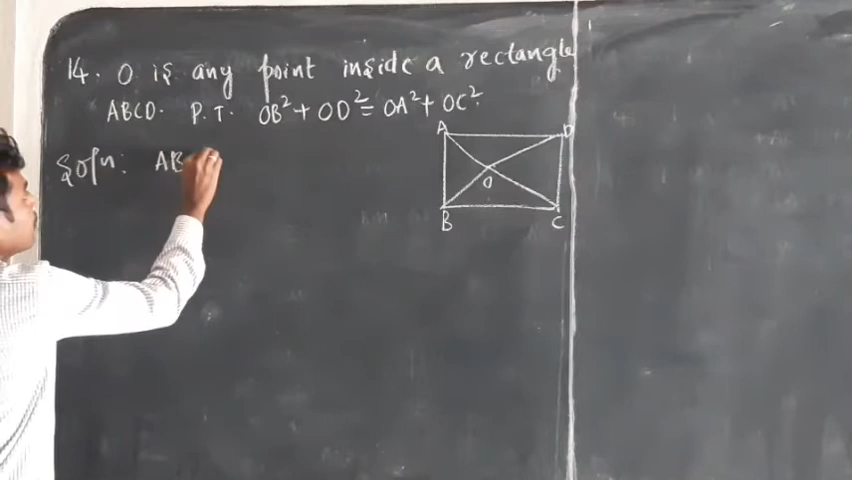 14. O is any point inside a rectangle
ABCD. P.T. OB² + OD² = OA² + OC².
A D
Soln: AB
O
B C